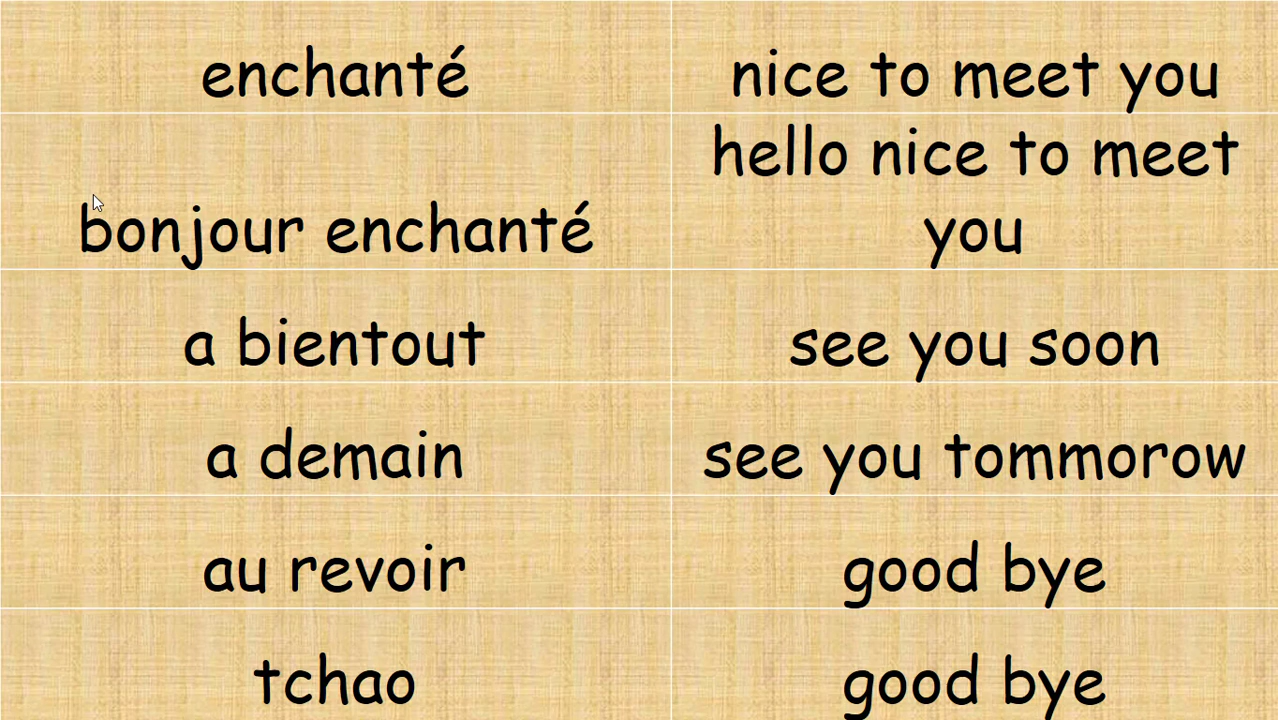 enchanté
nice to meet you
bonjour enchanté
hello nice to meet
you
a bientout
see you soon
a demain
see you tommorow
au revoir
good bye
tchao
good bye